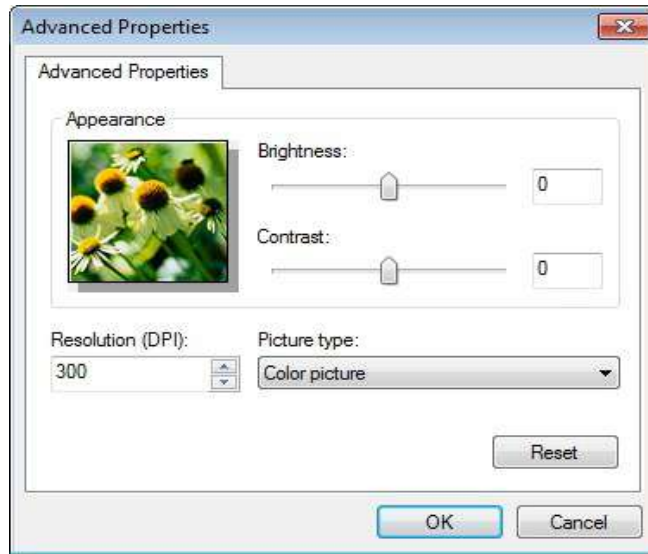 Advanced Properties
Advanced Properties
Appearance
Brightness:
0
Contrast:
0
Resolution (DPI):
300
Picture type:
Color picture
Reset
OK
Cancel